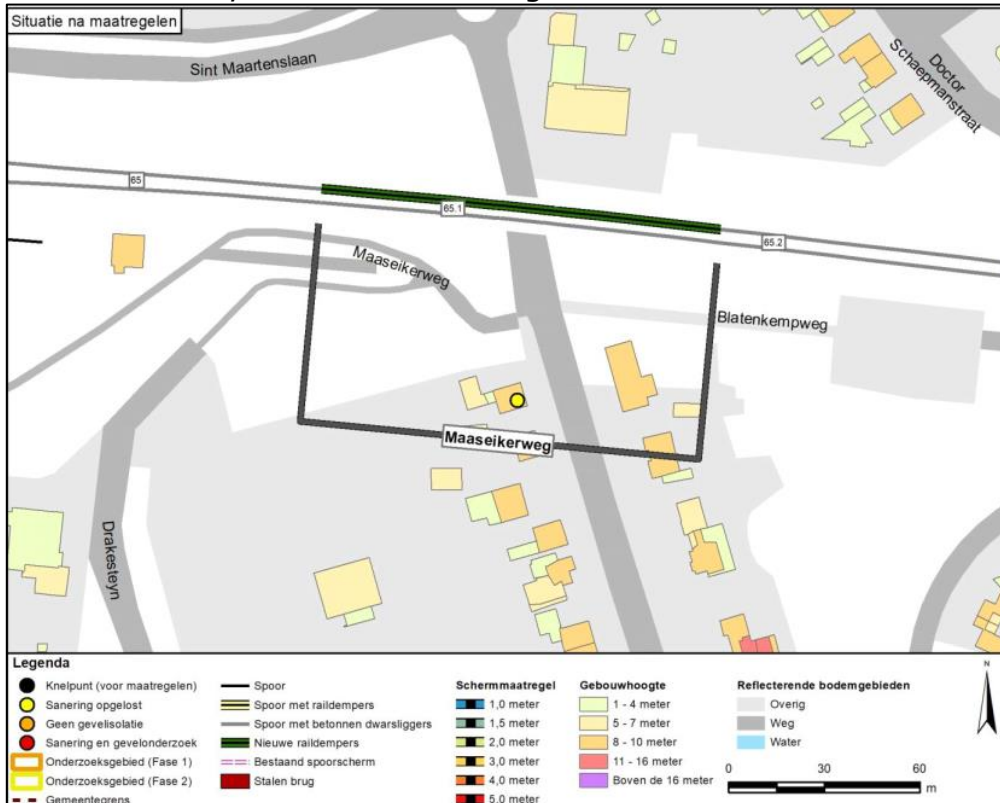 Situatie na maatregelen
Sint Maartenslaan
Doctor
Schaepmanstraat
65
65.1
65.2
Maaseikerweg
Blatenkempweg
Maaseikerweg
Drakesteyn
Legenda
Knelpunt (voor maatregelen)
Sanering opgelost
Geen gevelisolatie
Sanering en gevelonderzoek
Onderzoeksgebied (Fase 1)
Onderzoeksgebied (Fase 2)
Gemeentegrens
Spoor
Spoor met raildempers
Spoor met betonnen dwarsliggers
Nieuwe raildempers
Bestaand spoorscherm
Stalen brug
Schermmaatregel
1,0 meter
1,5 meter
2,0 meter
3,0 meter
4,0 meter
5,0 meter
Gebouwhoogte
1 - 4 meter
5 - 7 meter
8 - 10 meter
11 - 16 meter
Boven de 16 meter
Reflecterende bodemgebieden
Overig
Weg
Water
N
0 30 60
m